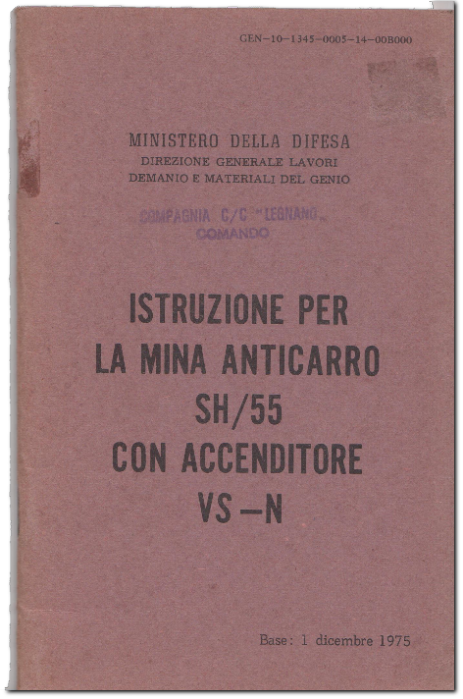 GEN-10-1345-0005-14-00B000
MINISTERO DELLA DIFESA
DIREZIONE GENERALE LAVORI
DEMANIO E MATERIALI DEL GENIO
COMPAGNIA C/C "LEGNANO"
COMANDO
ISTRUZIONE PER
LA MINA ANTICARRO
SH/55
CON ACCENDITORE
VS-N
Base: 1 dicembre 1975